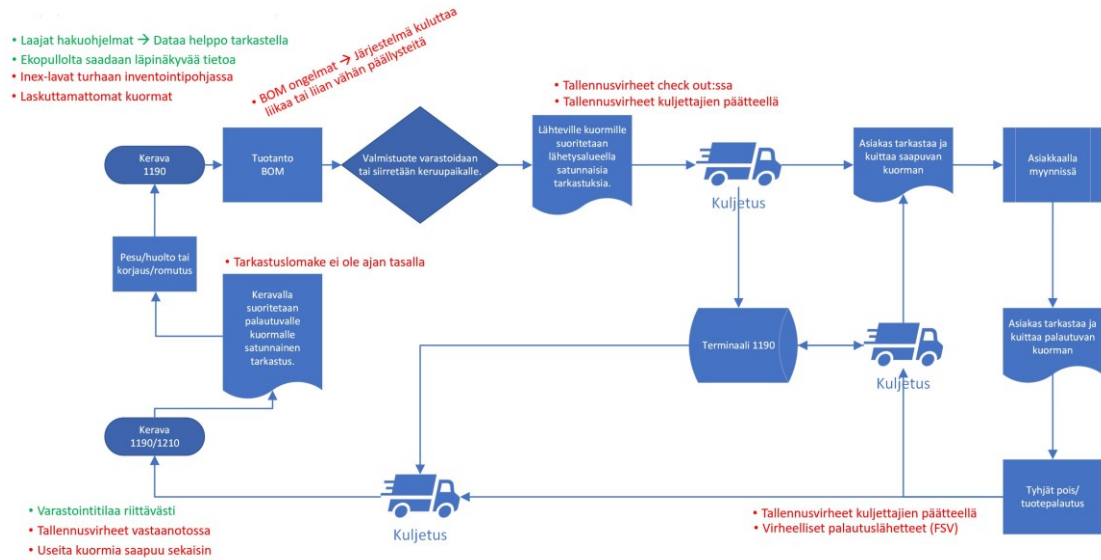 • Laajat hakuohjelmat → Dataa helppo tarkastella
• Ekopullolta saadaan läpinäkyvää tietoa
• Inex-lavat turhaan inventointipohjassa
• Laskuttamattomat kuormat
• BOM ongelmat → Järjestelmä kuluttaa
liikaa tai liian vähän päällysteitä
• Tallennusvirheet check out:ssa
• Tallennusvirheet kuljettajien päätteellä
Kerava
1190
Tuotanto
BOM
Valmistuote varastoidaan
tai siirretään keruupaikalle.
Lähteville kuormille
suoritetaan
lähetysalueella
satunnaisia
tarkastuksia.
Kuljetus
Asiakas tarkastaa ja
kuittaa saapuvan
kuorman
Asiakkaalla
myynnissä
Pesu/huolto tai
korjaus/romutus
• Tarkastuslomake ei ole ajan tasalla
Keravalla
suoritetaan
palautuvalle
kuormalle
satunnainen
tarkastus.
Terminaali 1190
Kuljetus
Asiakas tarkastaa ja
kuittaa palautuvan
kuorman
Kerava
1190/1210
Kuljetus
Tyhjät pois/
tuotepalautus
• Varastointitilaa riittävästi
• Tallennusvirheet vastaanotossa
• Useita kuormia saapuu sekaisin
• Tallennusvirheet kuljettajien päätteellä
• Virheelliset palautuslähetteet (FSV)